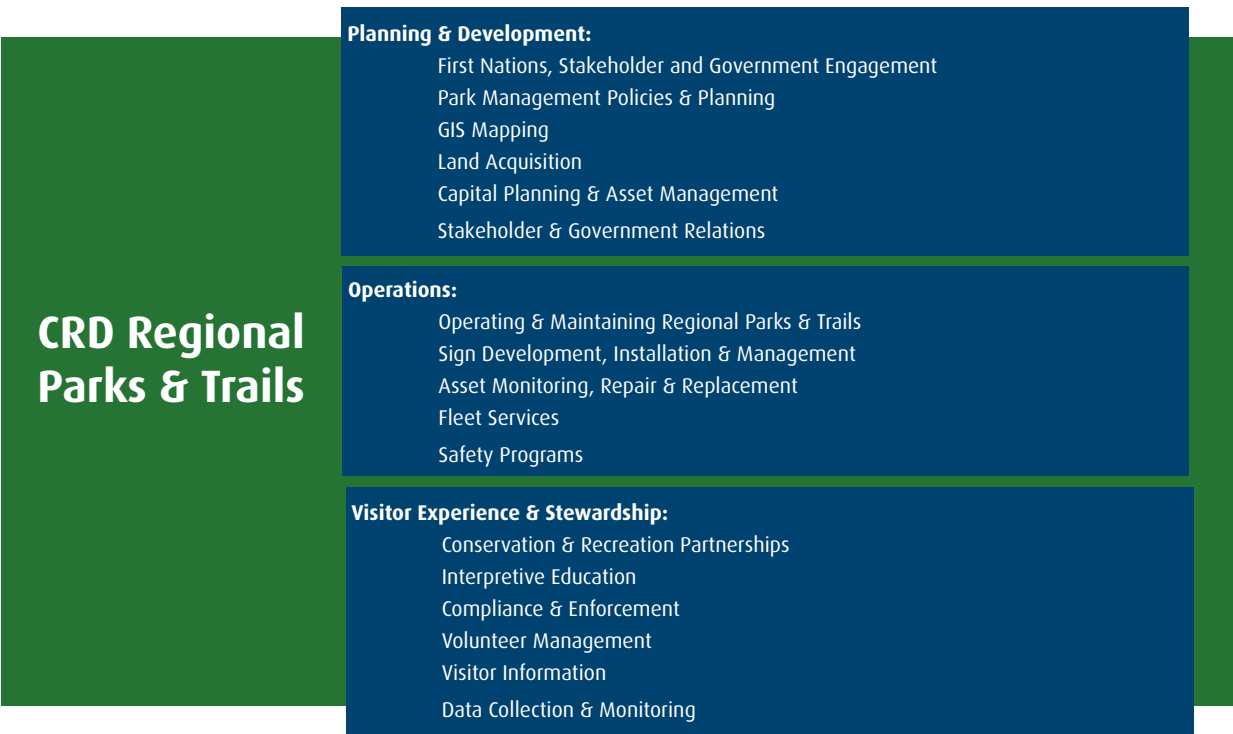 CRD Regional
Parks & Trails
Planning & Development:
First Nations, Stakeholder and Government Engagement
Park Management Policies & Planning
GIS Mapping
Land Acquisition
Capital Planning & Asset Management
Stakeholder & Government Relations
Operations:
Operating & Maintaining Regional Parks & Trails
Sign Development, Installation & Management
Asset Monitoring, Repair & Replacement
Fleet Services
Safety Programs
Visitor Experience & Stewardship:
Conservation & Recreation Partnerships
Interpretive Education
Compliance & Enforcement
Volunteer Management
Visitor Information
Data Collection & Monitoring